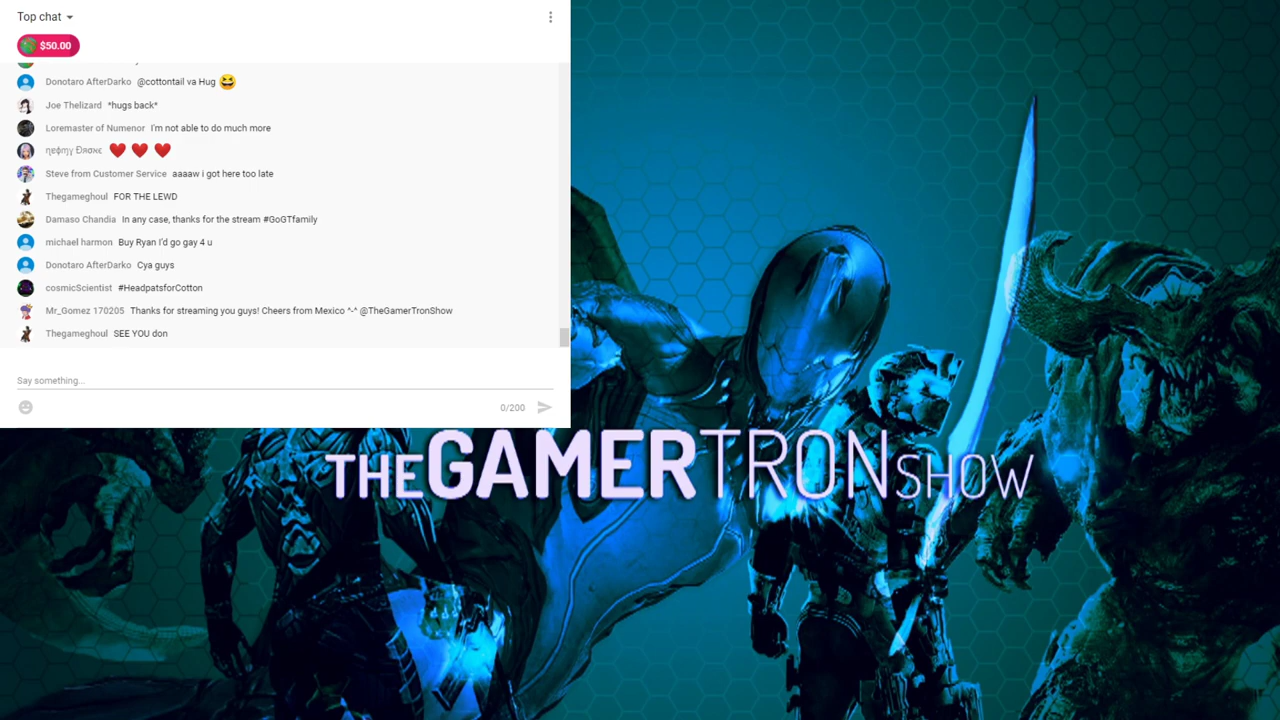 Top chat
$50.00
Donotaro AfterDarko @cottontail va Hug 😆
Joe Thelizard *hugs back*
Loremaster of Numenor I'm not able to do much more
❤️ ❤️ ❤️
Steve from Customer Service aaaaw i got here too late
Thegameghoul FOR THE LEWD
Damaso Chandia In any case, thanks for the stream #GoGTfamily
michael harmon Buy Ryan I'd go gay 4 u
Donotaro AfterDarko Cya guys
cosmicScientist #HeadpatsforCotton
Mr_Gomez 170205 Thanks for streaming you guys! Cheers from Mexico ^-^ @TheGamerTronShow
Thegameghoul SEE YOU don
Say something...
0/200
THEGAMERTRONSHOW